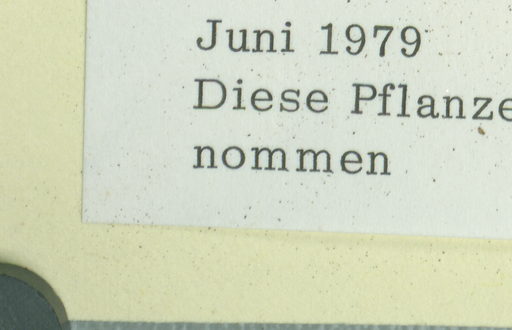 Juni 1979
Diese Pflanze
nommen